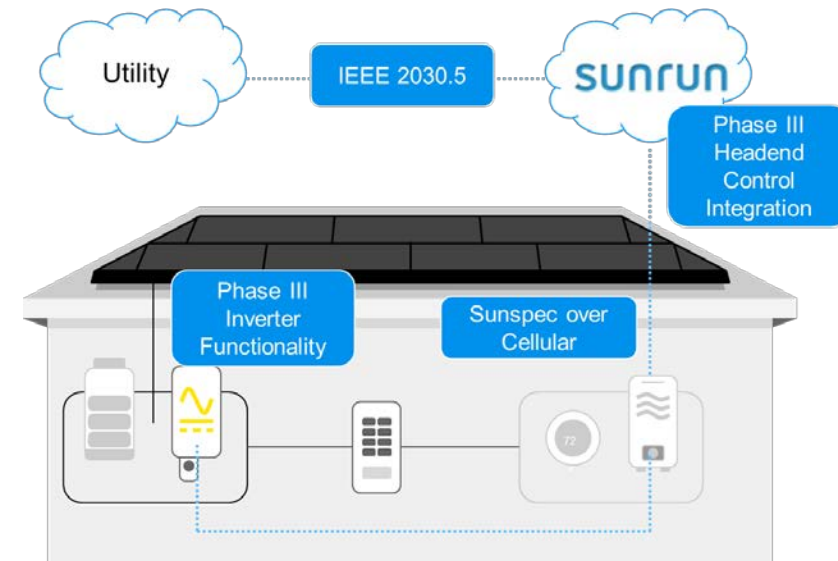 Utility
IEEE 2030.5
sunrun
Phase III
Headend
Control
Integration
Phase III
Inverter
Functionality
Sunspec over
Cellular
72